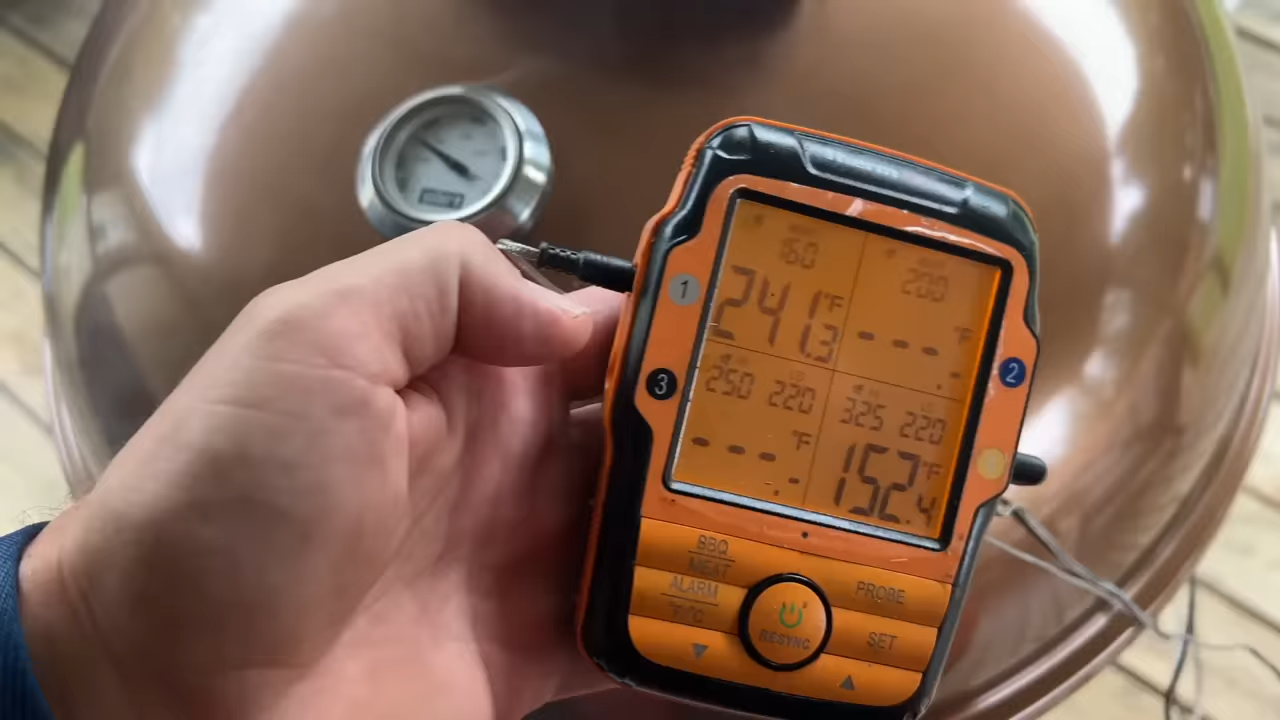 160
200
1
241.3°F
- - - . - °F
2
3
250 220
325 220
- - - . - °F
152.4°F
BBQ
MEAT
PROBE
ALARM
°F/°C
RESYNC
SET